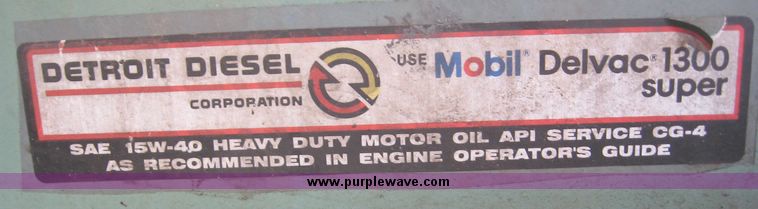 DETROIT DIESEL
CORPORATION
USE Mobil® Delvac® 1300
super
SAE 15W-40 HEAVY DUTY MOTOR OIL API SERVICE CG-4
AS RECOMMENDED IN ENGINE OPERATOR'S GUIDE
www.purplewave.com